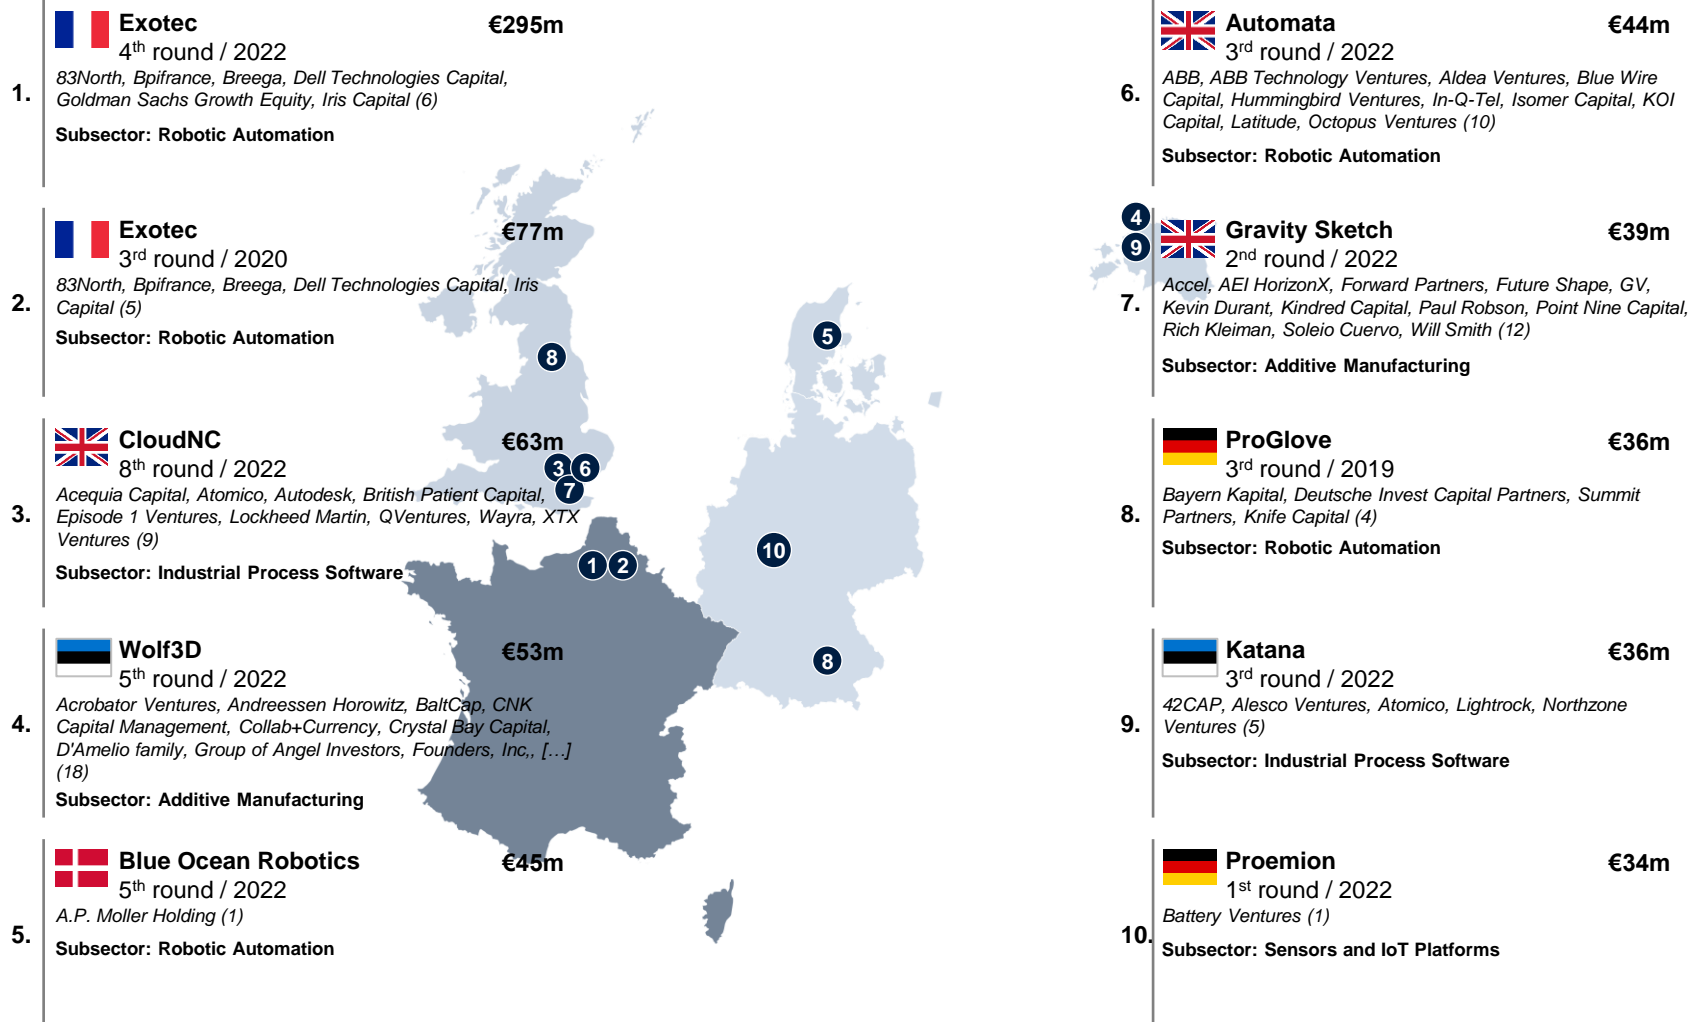 1.
Exotec
€295m
4th round / 2022
83North, Bpifrance, Breega, Dell Technologies Capital,
Goldman Sachs Growth Equity, Iris Capital (6)
Subsector: Robotic Automation
2.
Exotec
€77m
3rd round / 2020
83North, Bpifrance, Breega, Dell Technologies Capital, Iris
Capital (5)
Subsector: Robotic Automation
3.
CloudNC
€63m
8th round / 2022
Acequia Capital, Atomico, Autodesk, British Patient Capital,
Episode 1 Ventures, Lockheed Martin, QVentures, Wayra, XTX
Ventures (9)
Subsector: Industrial Process Software
4.
Wolf3D
€53m
5th round / 2022
Acrobator Ventures, Andreessen Horowitz, BaltCap, CNK
Capital Management, Collab+Currency, Crystal Bay Capital,
D'Amelio family, Group of Angel Investors, Founders, Inc,, […]
(18)
Subsector: Additive Manufacturing
5.
Blue Ocean Robotics
€45m
5th round / 2022
A.P. Moller Holding (1)
Subsector: Robotic Automation
8
3
6
7
1
2
5
10
8
4
9
6.
Automata
€44m
3rd round / 2022
ABB, ABB Technology Ventures, Aldea Ventures, Blue Wire
Capital, Hummingbird Ventures, In-Q-Tel, Isomer Capital, KOI
Capital, Latitude, Octopus Ventures (10)
Subsector: Robotic Automation
7.
Gravity Sketch
€39m
2nd round / 2022
Accel, AEI HorizonX, Forward Partners, Future Shape, GV,
Kevin Durant, Kindred Capital, Paul Robson, Point Nine Capital,
Rich Kleiman, Soleio Cuervo, Will Smith (12)
Subsector: Additive Manufacturing
8.
ProGlove
€36m
3rd round / 2019
Bayern Kapital, Deutsche Invest Capital Partners, Summit
Partners, Knife Capital (4)
Subsector: Robotic Automation
9.
Katana
€36m
3rd round / 2022
42CAP, Alesco Ventures, Atomico, Lightrock, Northzone
Ventures (5)
Subsector: Industrial Process Software
10.
Proemion
€34m
1st round / 2022
Battery Ventures (1)
Subsector: Sensors and IoT Platforms